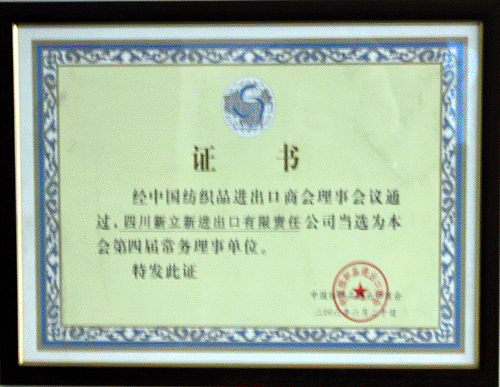 证 书
经中国纺织品进出口商会理事会议通
过，四川新立新进出口有限责任公司当选为本
会第四届常务理事单位。
特发此证